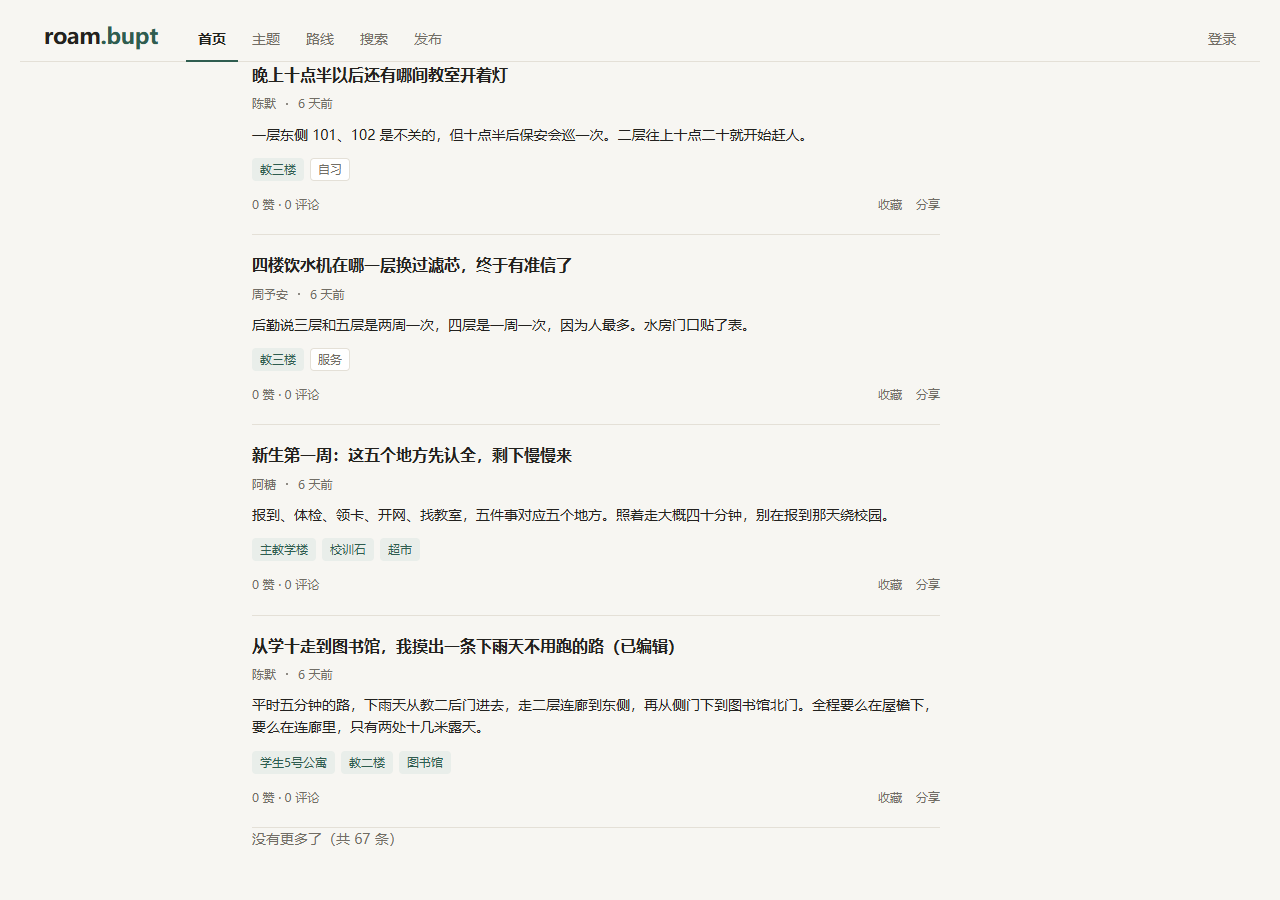 roam.bupt 首页 主题 路线 搜索 发布 登录
晚上十点半以后还有哪间教室开着灯
陈默 · 6 天前
一层东侧 101、102 是不关的，但十点半后保安会巡一次。二层往上十点二十就开始赶人。
教三楼 自习
0 赞 · 0 评论 收藏 分享
四楼饮水机在哪一层换过滤芯，终于有准信了
周予安 · 6 天前
后勤说三层和五层是两周一次，四层是一周一次，因为人最多。水房门口贴了表。
教三楼 服务
0 赞 · 0 评论 收藏 分享
新生第一周：这五个地方先认全，剩下慢慢来
阿糖 · 6 天前
报到、体检、领卡、开网、找教室，五件事对应五个地方。照着走大概四十分钟，别在报到那天绕校园。
主教学楼 校训石 超市
0 赞 · 0 评论 收藏 分享
从学十走到图书馆，我摸出一条下雨天不用跑的路（已编辑）
陈默 · 6 天前
平时五分钟的路，下雨天从教二后门进去，走二层连廊到东侧，再从侧门下到图书馆北门。全程要么在屋檐下，
要么在连廊里，只有两处十几米露天。
学生5号公寓 教二楼 图书馆
0 赞 · 0 评论 收藏 分享
没有更多了（共 67 条）